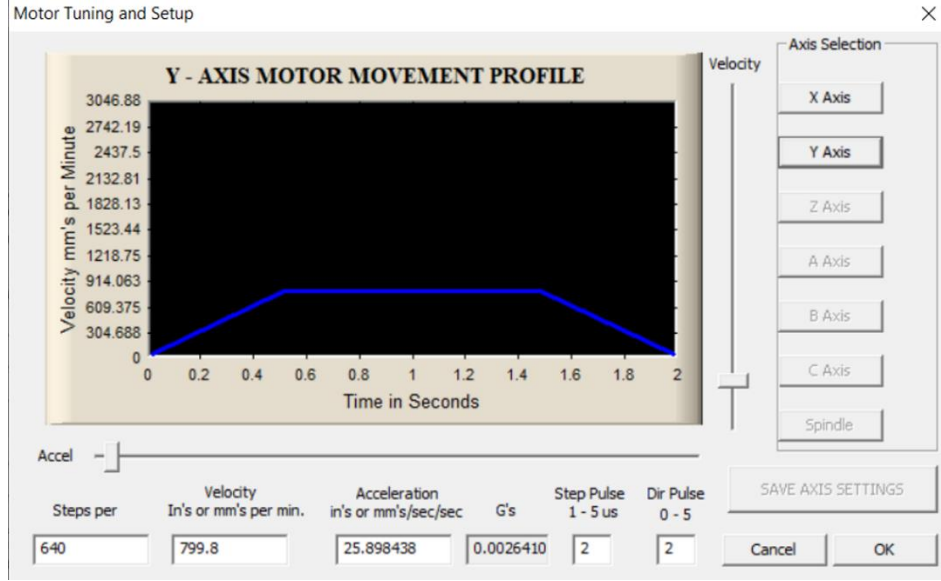 Motor Tuning and Setup
Axis Selection
Y - AXIS MOTOR MOVEMENT PROFILE
Velocity
Velocity mm's per Minute
3046.88
2742.19
2437.5
2132.81
1828.13
1523.44
1218.75
914.063
609.375
304.688
0
0 0.2 0.4 0.6 0.8 1 1.2 1.4 1.6 1.8 2
Time in Seconds
X Axis
Y Axis
Z Axis
A Axis
B Axis
C Axis
Spindle
Accel
Steps per
640
Velocity
In's or mm's per min.
799.8
Acceleration
in's or mm's/sec/sec
25.898438
G's
0.0026410
Step Pulse
1 - 5 us
2
Dir Pulse
0 - 5
2
SAVE AXIS SETTINGS
Cancel
OK